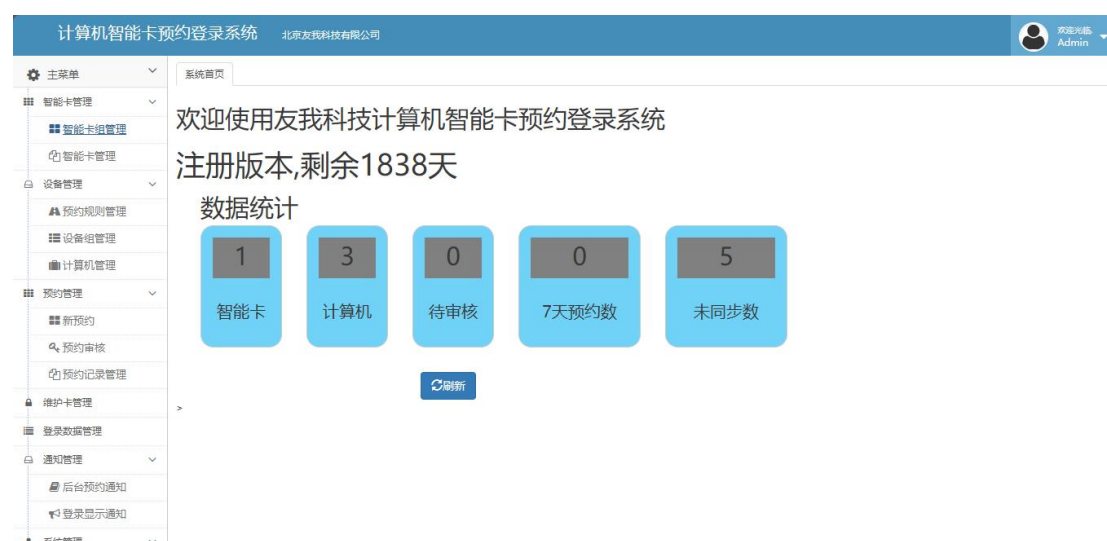 计算机智能卡预约登录系统 北京友我科技有限公司 欢迎光临,
Admin
主菜单
系统首页
智能卡管理
智能卡组管理
智能卡管理
设备管理
预约规则管理
设备组管理
计算机管理
预约管理
新预约
预约审核
预约记录管理
维护卡管理
登录数据管理
通知管理
后台预约通知
登录显示通知
系统管理
欢迎使用友我科技计算机智能卡预约登录系统
注册版本,剩余1838天
数据统计
1 3 0 0 5
智能卡 计算机 待审核 7天预约数 未同步数
刷新
>